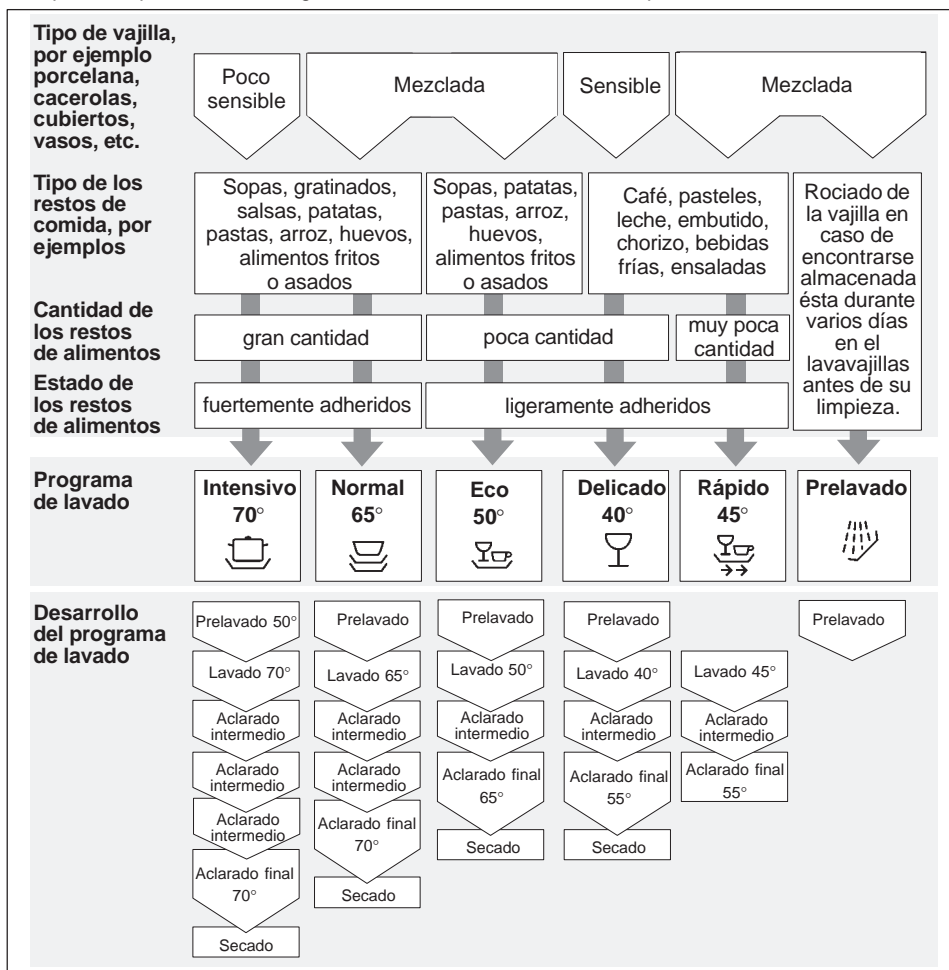 Tipo de vajilla,
por ejemplo
porcelana,
cacerolas,
cubiertos,
vasos, etc.
Poco
sensible
Mezclada
Sensible
Mezclada
Tipo de los
restos de
comida, por
ejemplos
Sopas, gratinados,
salsas, patatas,
pastas, arroz, huevos,
alimentos fritos
o asados
Sopas, patatas,
pastas, arroz,
huevos,
alimentos fritos
o asados
Café, pasteles,
leche, embutido,
chorizo, bebidas
frías, ensaladas
Rociado de
la vajilla en
caso de
encontrarse
almacenada
ésta durante
varios días
en el
lavavajillas
antes de su
limpieza.
Cantidad de
los restos
de alimentos
gran cantidad
poca cantidad
muy poca
cantidad
Estado de
los restos
de alimentos
fuertemente adheridos
ligeramente adheridos
Programa
de lavado
Intensivo
70°
Normal
65°
Eco
50°
Delicado
40°
Rápido
45°
Prelavado
Desarrollo
del programa
de lavado
Prelavado 50°
Lavado 70°
Aclarado
intermedio
Aclarado
intermedio
Aclarado
intermedio
Aclarado final
70°
Secado
Prelavado
Lavado 65°
Aclarado
intermedio
Aclarado
intermedio
Aclarado final
70°
Secado
Prelavado
Lavado 50°
Aclarado
intermedio
Aclarado final
65°
Secado
Prelavado
Lavado 40°
Aclarado
intermedio
Aclarado final
55°
Secado
Lavado 45°
Aclarado
intermedio
Aclarado final
55°
Prelavado